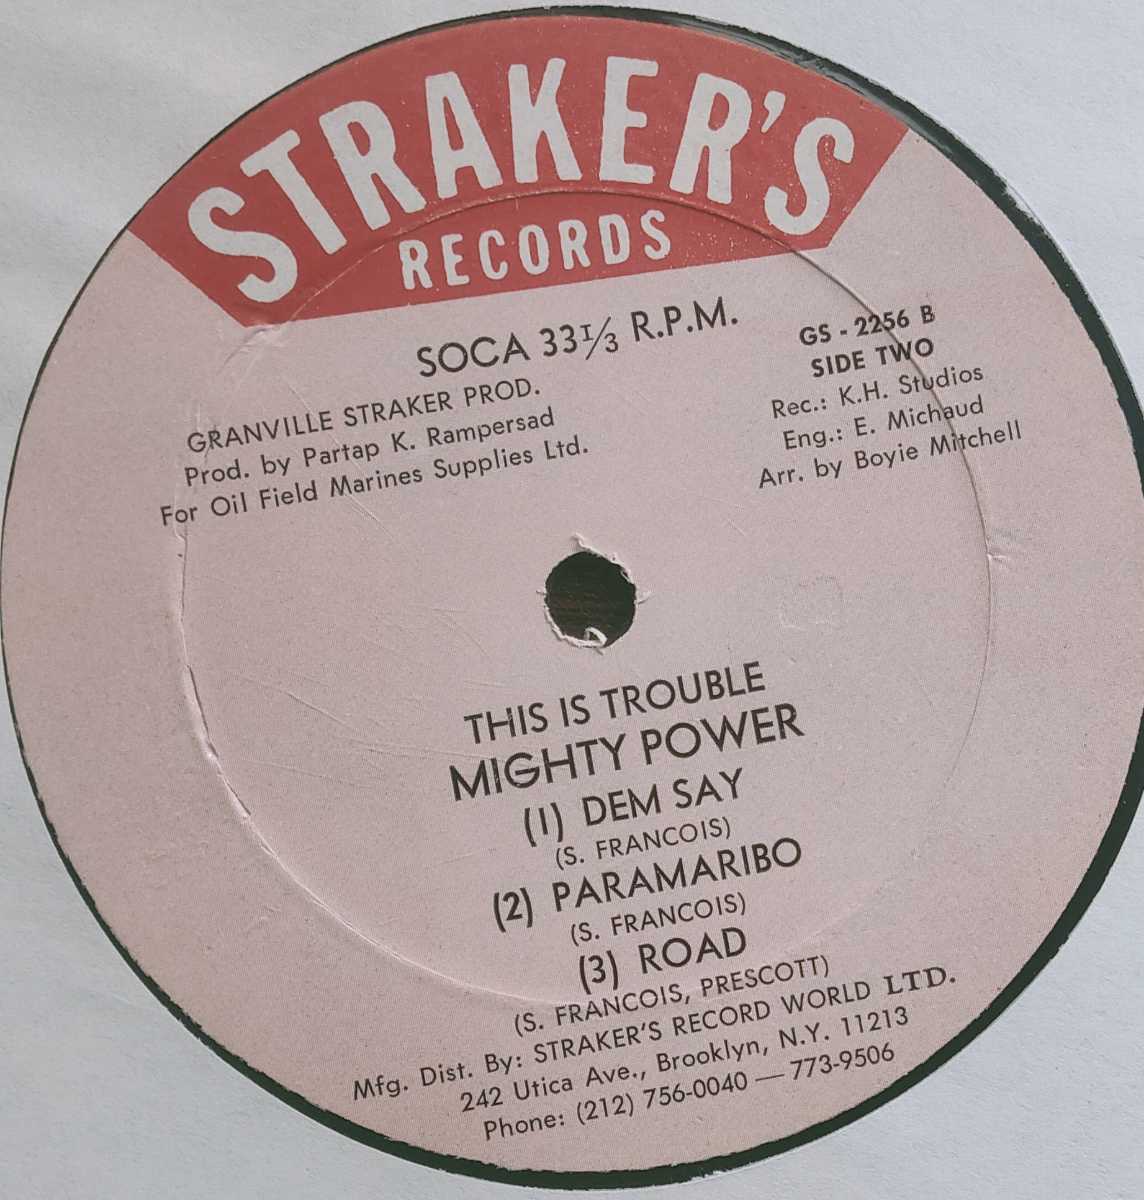 STRAKER'S
RECORDS
SOCA 33 1/3 R.P.M.
GRANVILLE STRAKER PROD.
Prod. by Partap K. Rampersad
For Oil Field Marines Supplies Ltd.
GS - 2256 B
SIDE TWO
Rec.: K.H. Studios
Eng.: E. Michaud
Arr. by Boyie Mitchell
THIS IS TROUBLE
MIGHTY POWER
(1) DEM SAY
(S. FRANCOIS)
(2) PARAMARIBO
(S. FRANCOIS)
(3) ROAD
(S. FRANCOIS, PRESCOTT)
Mfg. Dist. By: STRAKER'S RECORD WORLD LTD.
242 Utica Ave., Brooklyn, N.Y. 11213
Phone: (212) 756-0040 — 773-9506